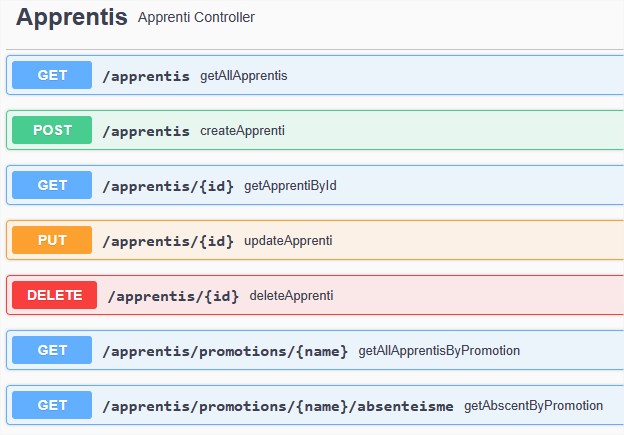 Apprentis Apprenti Controller
GET /apprentis getAllApprentis
POST /apprentis createApprenti
GET /apprentis/{id} getApprentiById
PUT /apprentis/{id} updateApprenti
DELETE /apprentis/{id} deleteApprenti
GET /apprentis/promotions/{name} getAllApprentisByPromotion
GET /apprentis/promotions/{name}/absenteisme getAbscentByPromotion